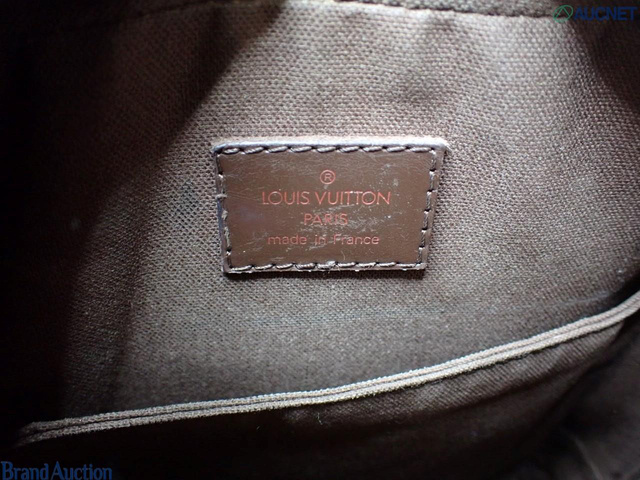 AUCNET
®
LOUIS VUITTON
PARIS
made in France
Brand Auction